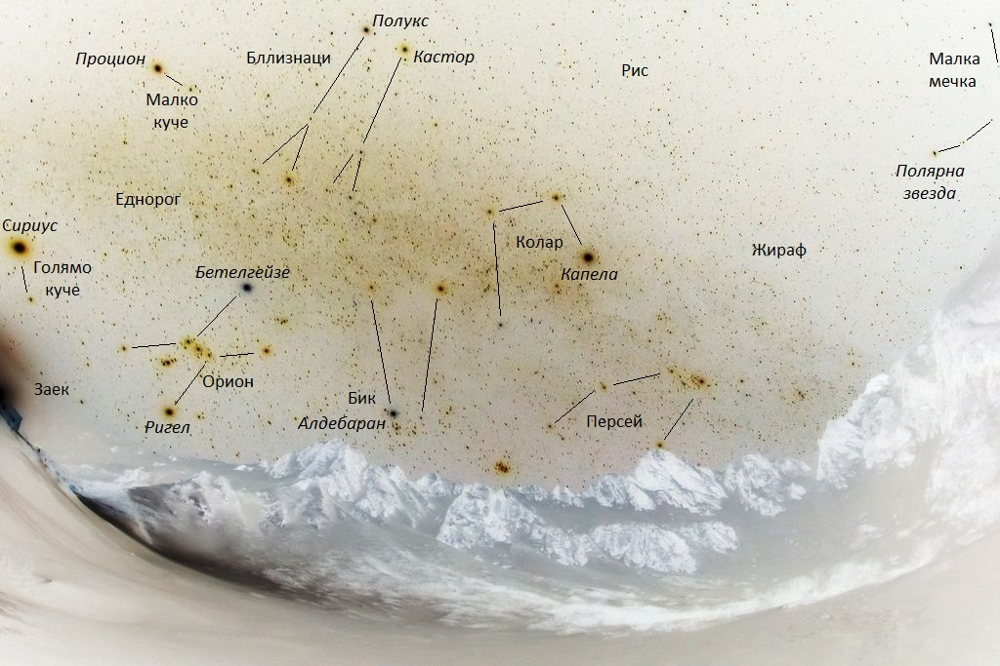 Полукс
Процион
Бллизнаци
Кастор
Рис
Малка
мечка
Малко
куче
Полярна
звезда
Еднорог
Сириус
Колар
Жираф
Голямо
куче
Бетелгейзе
Капела
Орион
Заек
Бик
Алдебаран
Персей
Ригел